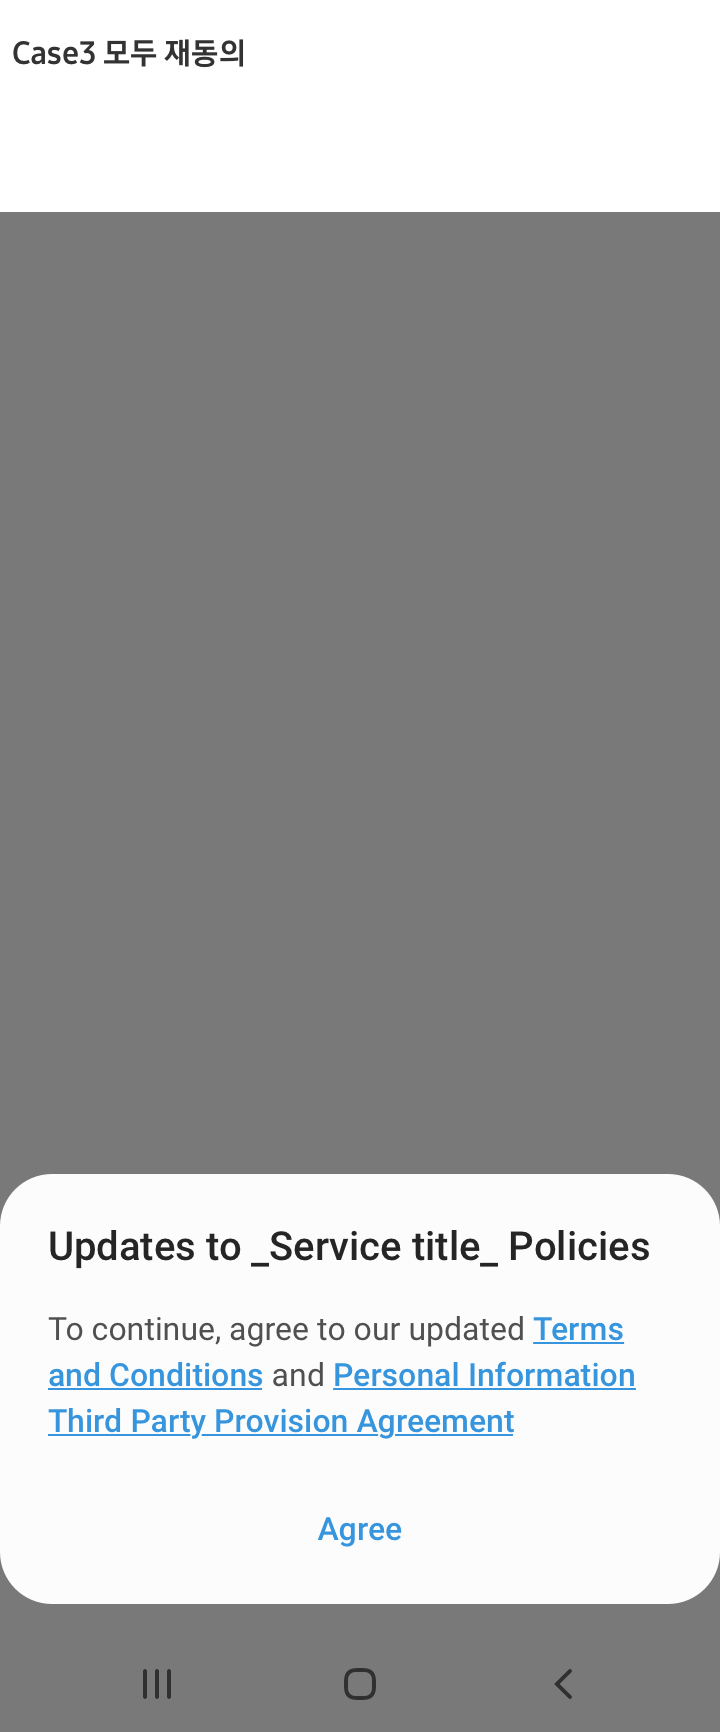 Case3 모두 재동의
Updates to _Service title_ Policies
To continue, agree to our updated Terms
and Conditions and Personal Information
Third Party Provision Agreement
Agree